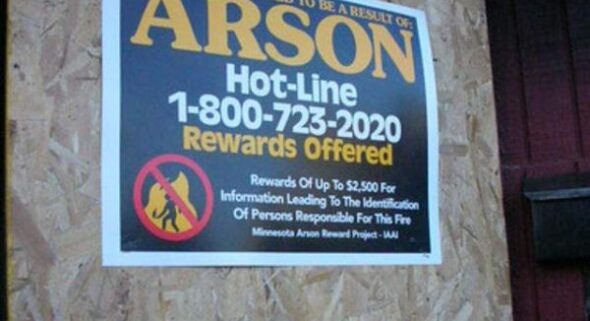 TO BE A RESULT OF:
ARSON
Hot-Line
1-800-723-2020
Rewards Offered
Rewards Of Up To $2,500 For
Information Leading To The Identification
Of Persons Responsible For This Fire
Minnesota Arson Reward Project - IAAI